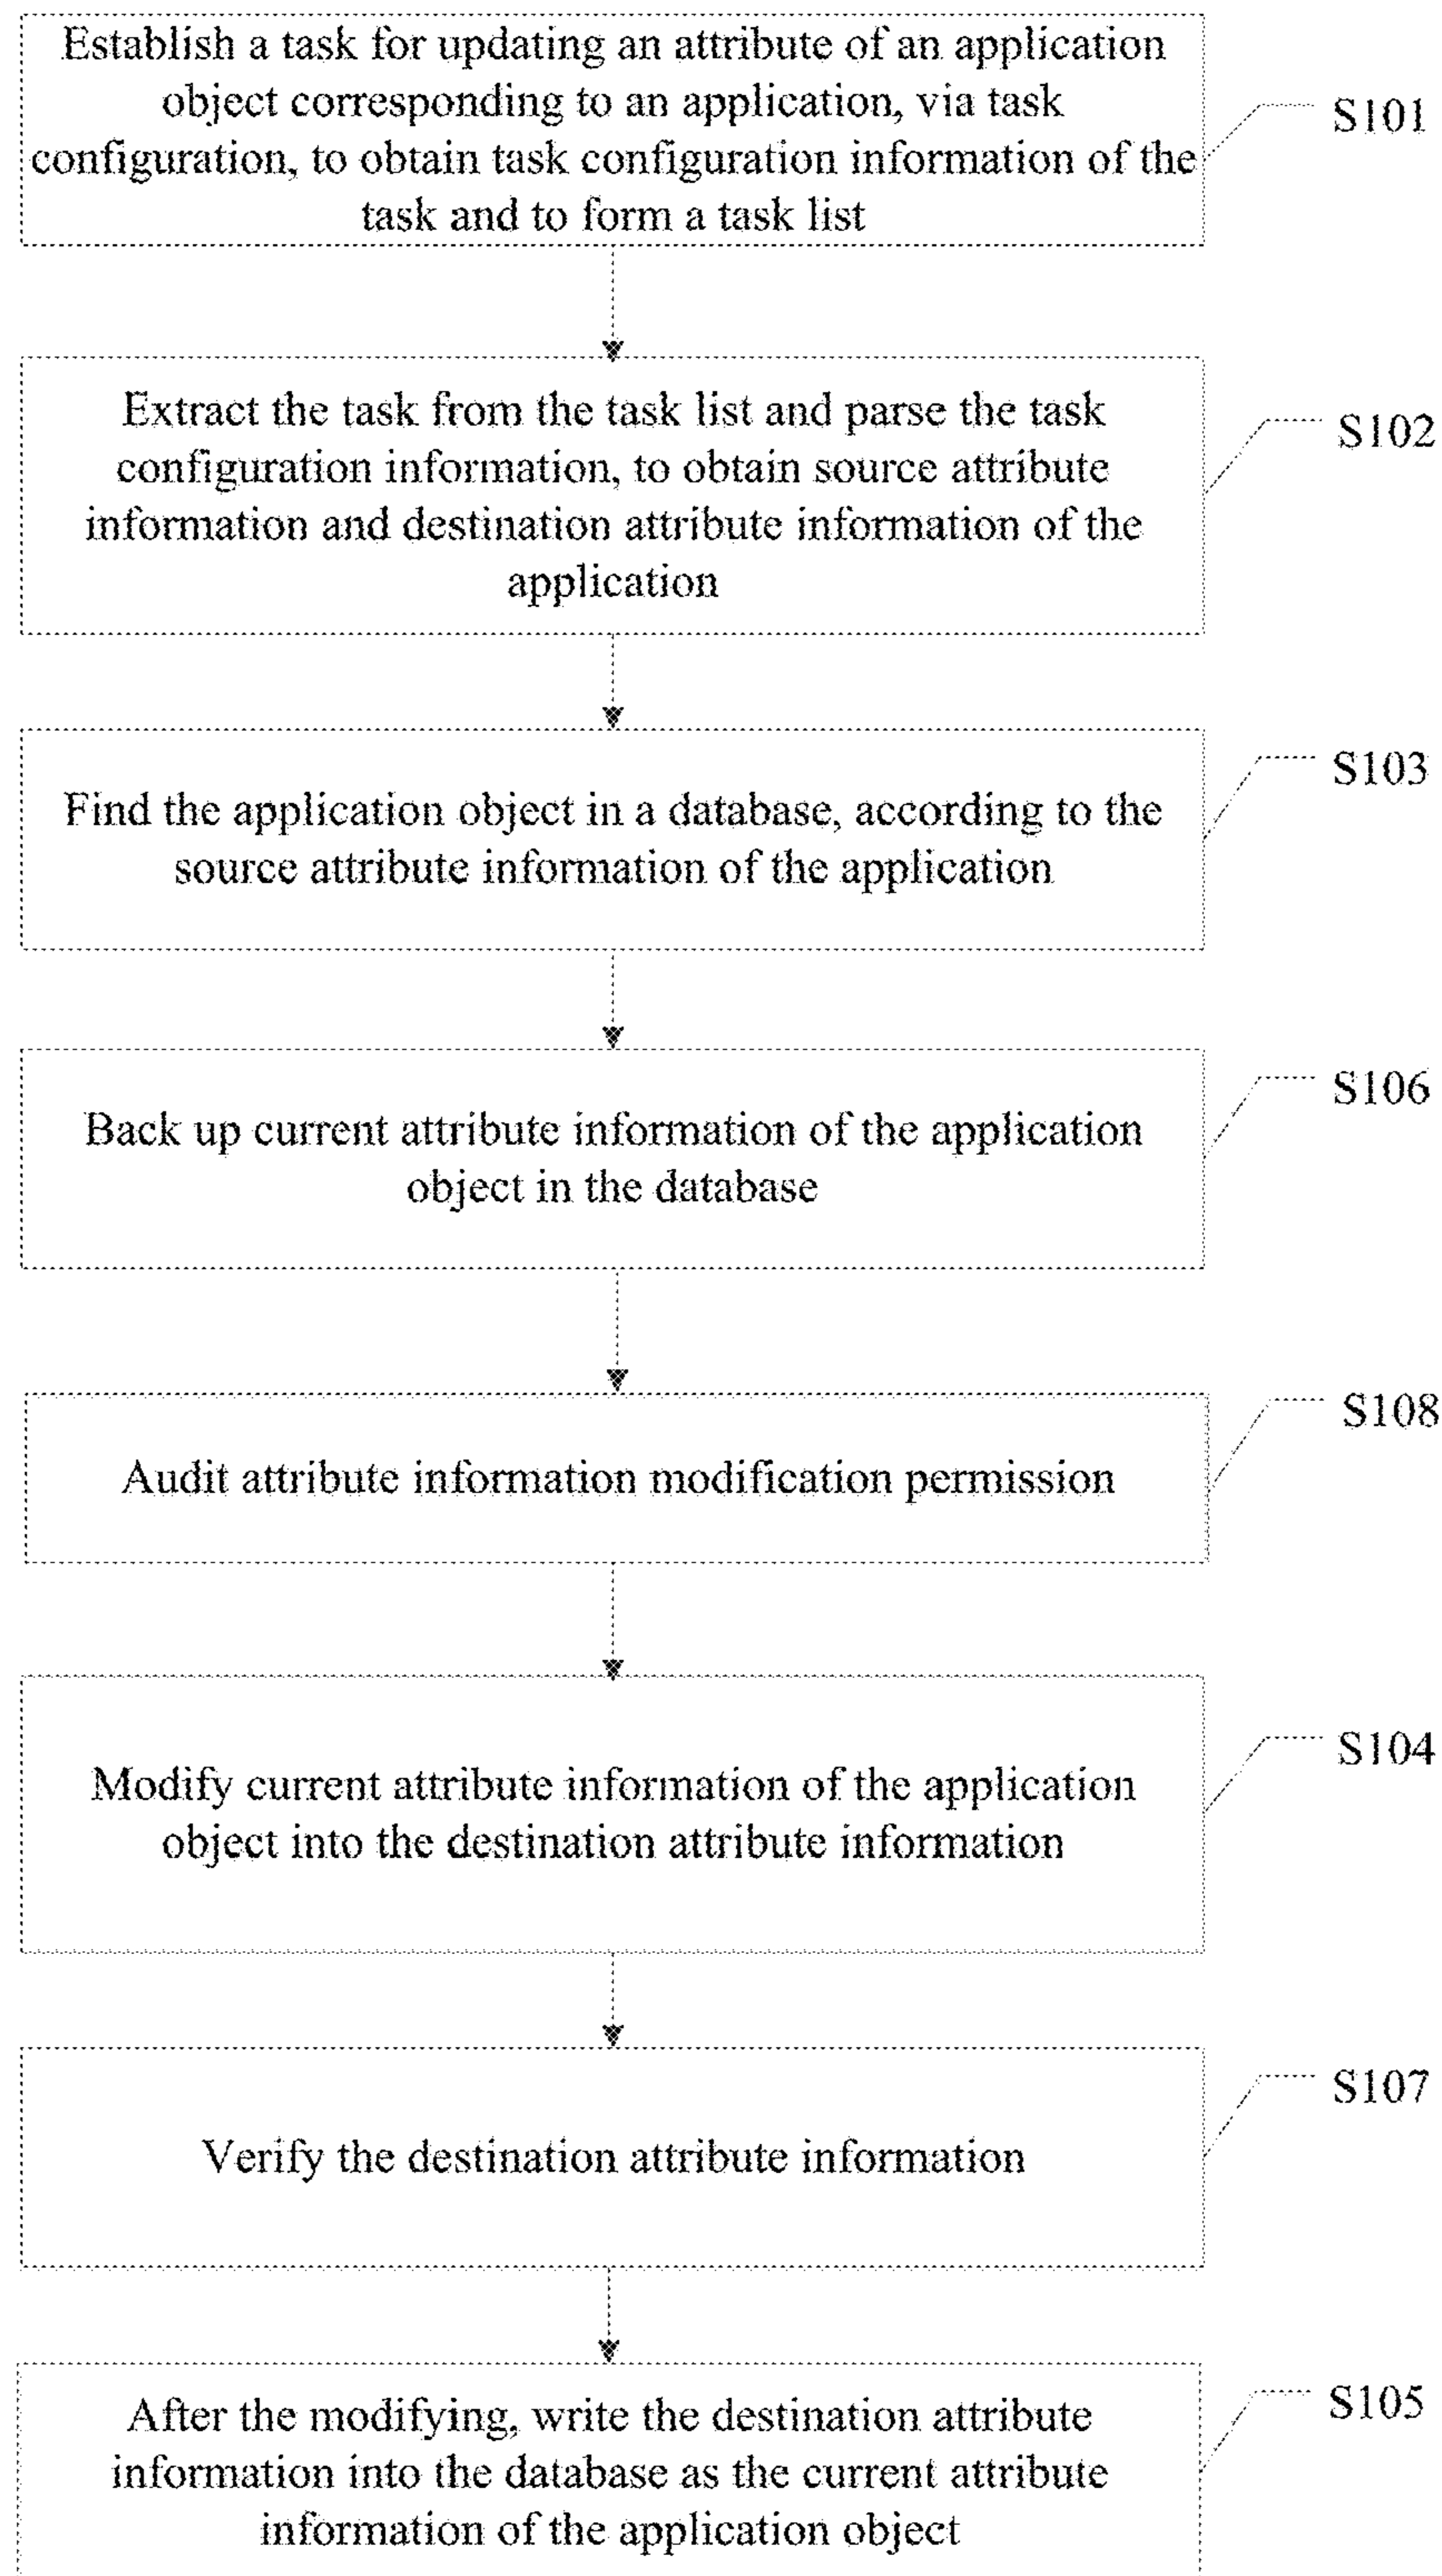 Establish a task for updating an attribute of an application
object corresponding to an application, via task
configuration, to obtain task configuration information of the
task and to form a task list
S101
Extract the task from the task list and parse the task
configuration information, to obtain source attribute
information and destination attribute information of the
application
S102
Find the application object in a database, according to the
source attribute information of the application
S103
Back up current attribute information of the application
object in the database
S106
Audit attribute information modification permission
S108
Modify current attribute information of the application
object into the destination attribute information
S104
Verify the destination attribute information
S107
After the modifying, write the destination attribute
information into the database as the current attribute
information of the application object
S105